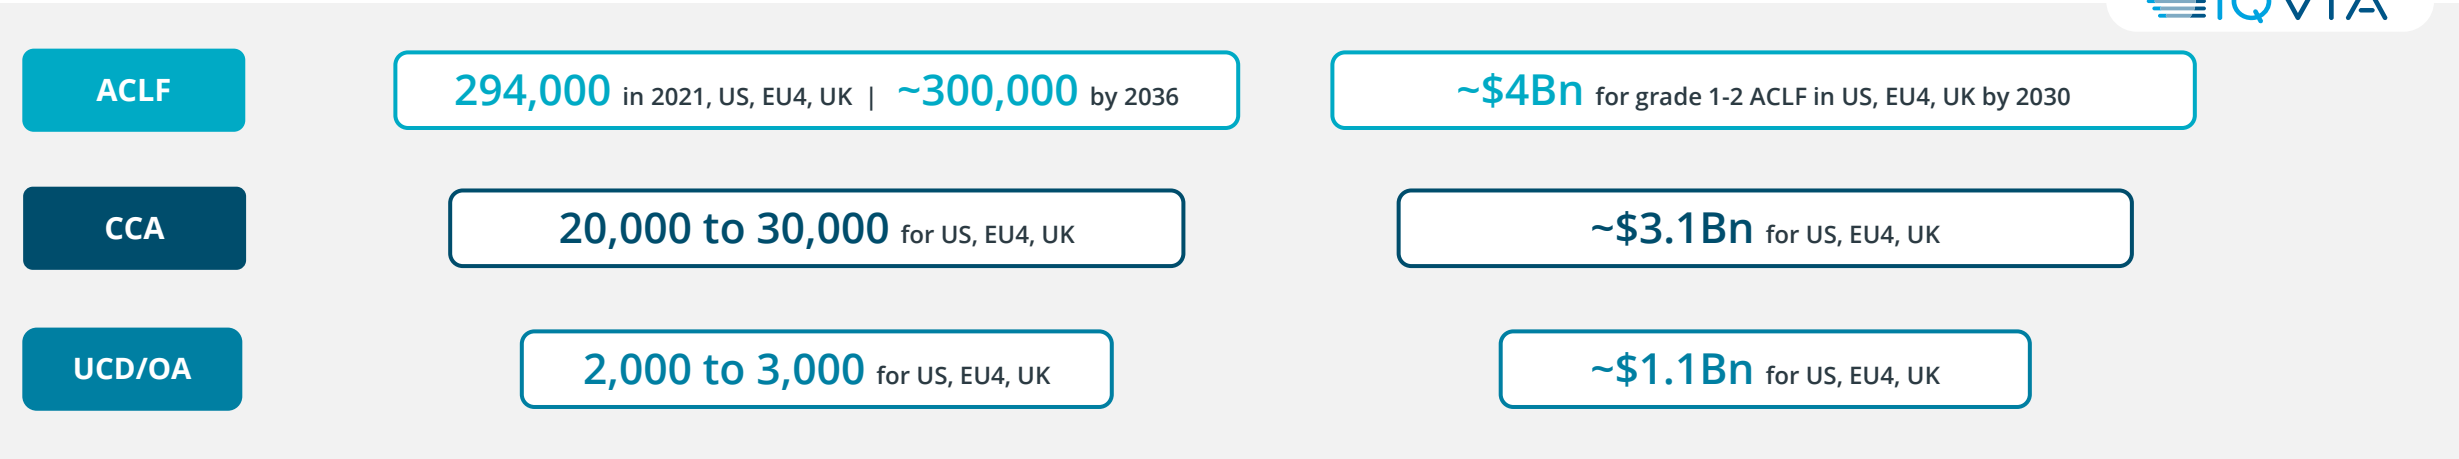 IQVIA
ACLF
294,000 in 2021, US, EU4, UK | ~300,000 by 2036
~$4Bn for grade 1-2 ACLF in US, EU4, UK by 2030
CCA
20,000 to 30,000 for US, EU4, UK
~$3.1Bn for US, EU4, UK
UCD/OA
2,000 to 3,000 for US, EU4, UK
~$1.1Bn for US, EU4, UK